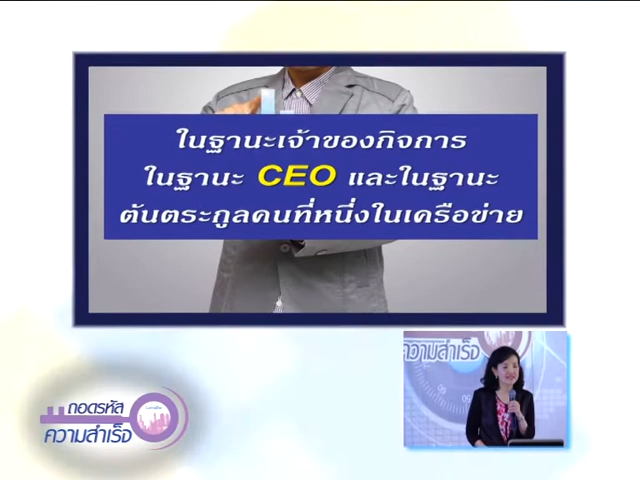 ในฐานะเจ้าของกิจการ
ในฐานะ CEO และในฐานะ
ต้นตระกูลคนที่หนึ่งในเครือข่าย
ความสำเร็จ
ถอดรหัส
ความสำเร็จ